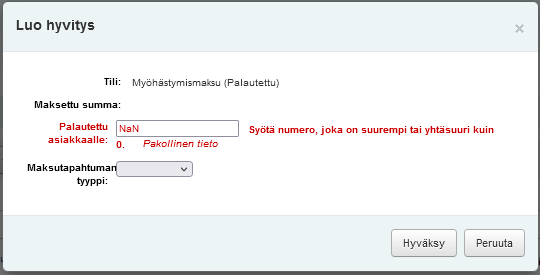 Luo hyvitys
×
Tili: Myöhästymismaksu (Palautettu)
Maksettu summa:
Palautettu asiakkaalle: NaN Syötä numero, joka on suurempi tai yhtäsuuri kuin
0. Pakollinen tieto
Maksutapahtuman
tyyppi:
Hyväksy Peruuta